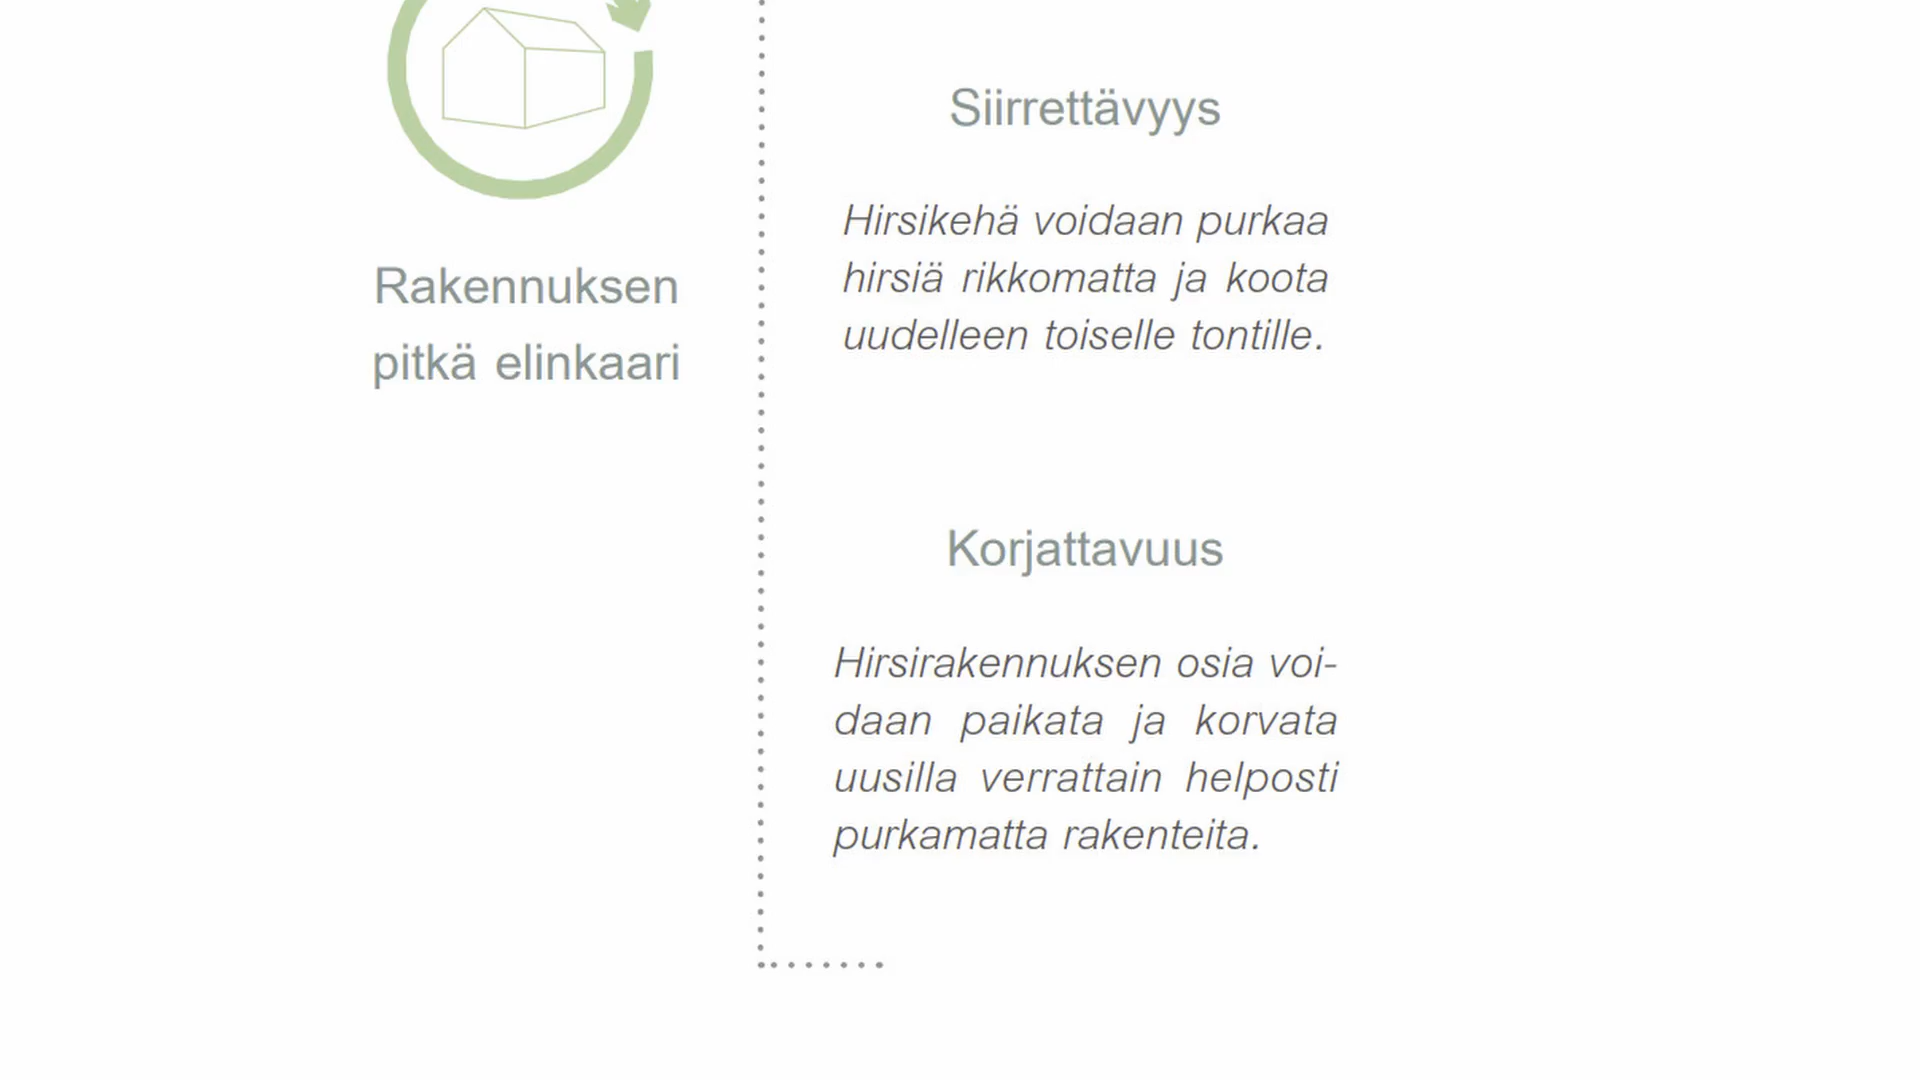 Rakennuksen
pitkä elinkaari
Siirrettävyys
Hirsikehä voidaan purkaa
hirsiä rikkomatta ja koota
uudelleen toiselle tontille.
Korjattavuus
Hirsirakennuksen osia voi-
daan paikata ja korvata
uusilla verrattain helposti
purkamatta rakenteita.